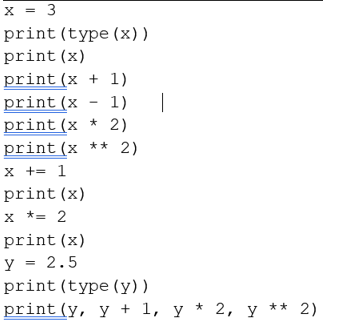 x = 3
print(type(x))
print(x)
print(x + 1)
print(x - 1)
print(x * 2)
print(x ** 2)
x += 1
print(x)
x *= 2
print(x)
y = 2.5
print(type(y))
print(y, y + 1, y * 2, y ** 2)